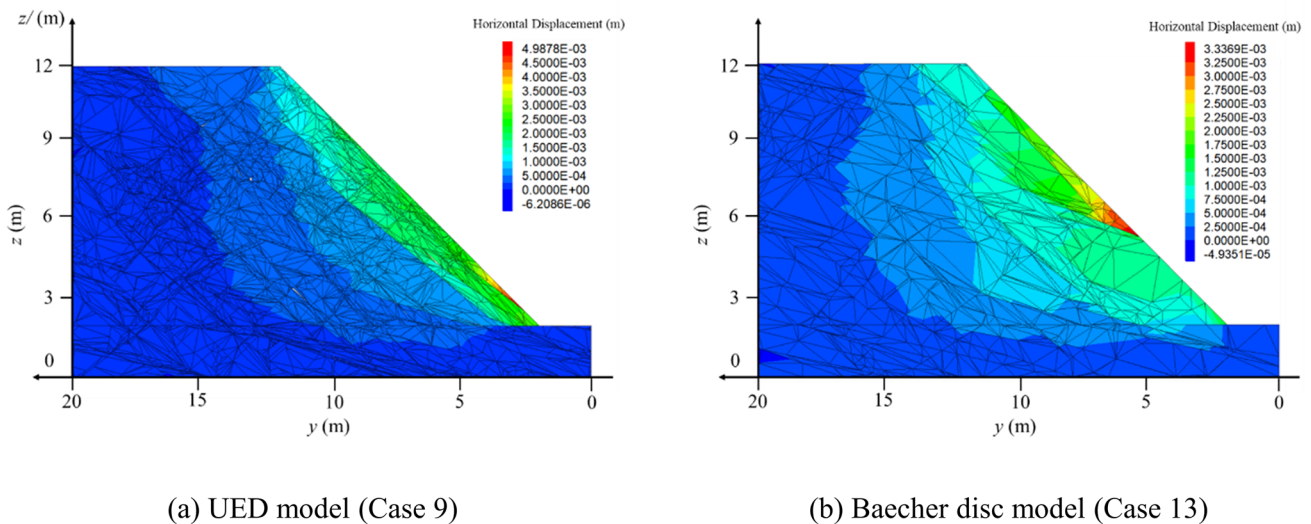 z/ (m)
Horizontal Displacement (m)
4.9878E-03
4.5000E-03
4.0000E-03
3.5000E-03
3.0000E-03
2.5000E-03
2.0000E-03
1.5000E-03
1.0000E-03
5.0000E-04
0.0000E+00
-6.2086E-06
12
9
6
3
0
z (m)
20
15
10
5
0
y (m)
(a) UED model (Case 9)
z (m)
Horizontal Displacement (m)
3.3369E-03
3.2500E-03
3.0000E-03
2.7500E-03
2.5000E-03
2.0000E-03
1.7500E-03
1.5000E-03
1.2500E-03
1.0000E-03
7.5000E-04
5.0000E-04
2.5000E-04
0.0000E+00
-4.9351E-05
12
9
6
3
0
z (m)
20
15
10
5
0
y (m)
(b) Baecher disc model (Case 13)